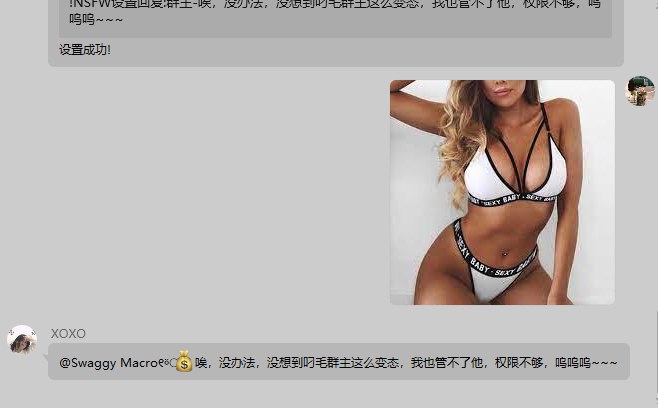 !NSFW设置回复:群主-唉，没办法，没想到叼毛群主这么变态，我也管不了他，权限不够，呜
呜呜~~~
设置成功!
SEXY BABY · SEXY BABY
SEXY BABY · SEXY BABY
XOXO
@Swaggy Macro 💰唉，没办法，没想到叼毛群主这么变态，我也管不了他，权限不够，呜呜呜~~~